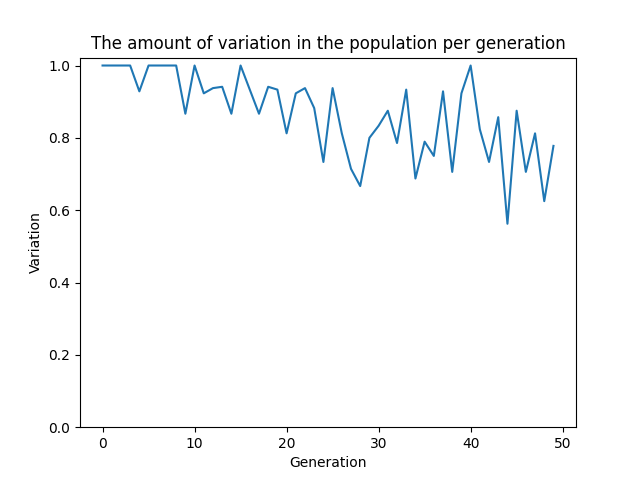 The amount of variation in the population per generation
1.0
0.8
0.6
0.4
0.2
0.0
Variation
0 10 20 30 40 50
Generation